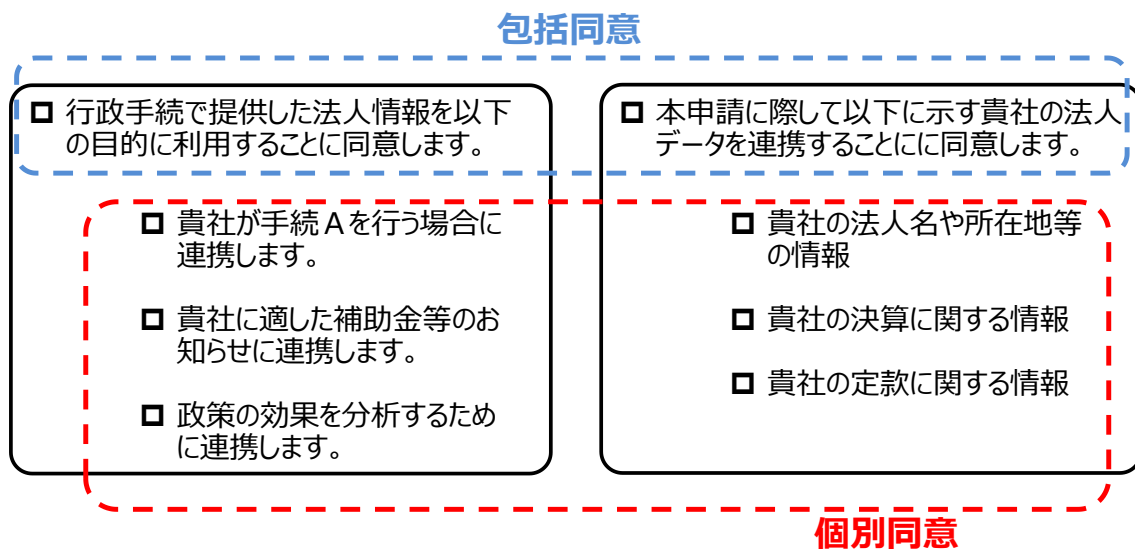 包括同意
□ 行政手続で提供した法人情報を以下
の目的に利用することに同意します。
□ 貴社が手続Aを行う場合に
連携します。
□ 貴社に適した補助金等のお
知らせに連携します。
□ 政策の効果を分析するため
に連携します。
□ 本申請に際して以下に示す貴社の法人
データを連携することにに同意します。
□ 貴社の法人名や所在地等
の情報
□ 貴社の決算に関する情報
□ 貴社の定款に関する情報
個別同意